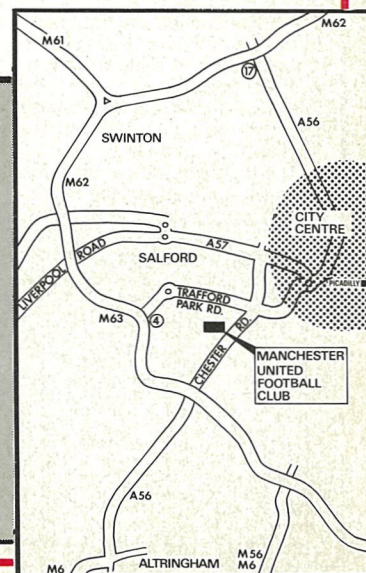 M62
M61
17
A56
SWINTON
M62
CITY
CENTRE
A57
LIVERPOOL ROAD
SALFORD
PICADILLY
TRAFFORD
PARK RD.
M63
4
CHESTER RD.
MANCHESTER
UNITED
FOOTBALL
CLUB
A56
M56
M6
M6
ALTRINGHAM